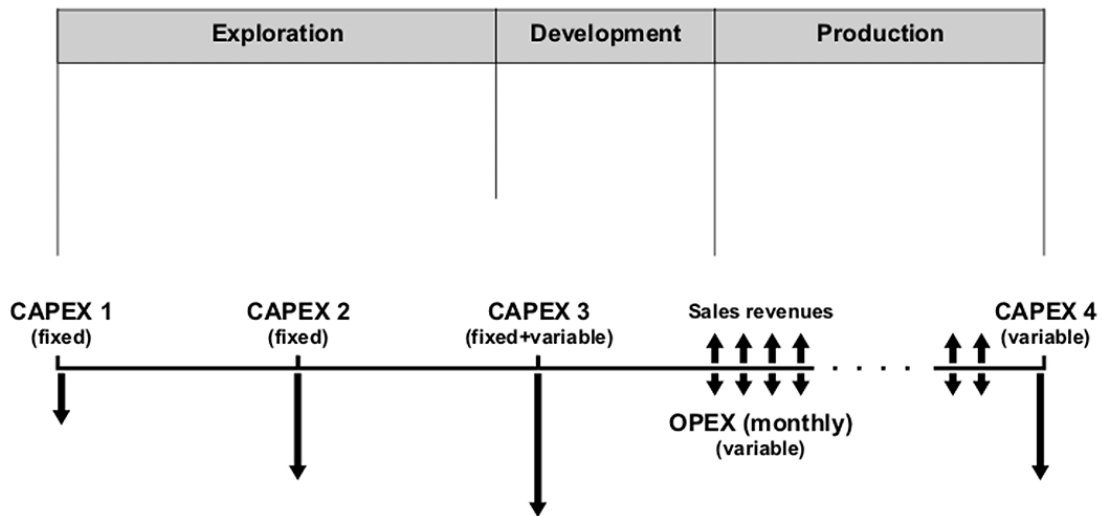 Exploration Development Production
CAPEX 1 CAPEX 2 CAPEX 3 Sales revenues CAPEX 4
(fixed) (fixed) (fixed+variable) (variable)
OPEX (monthly)
(variable)